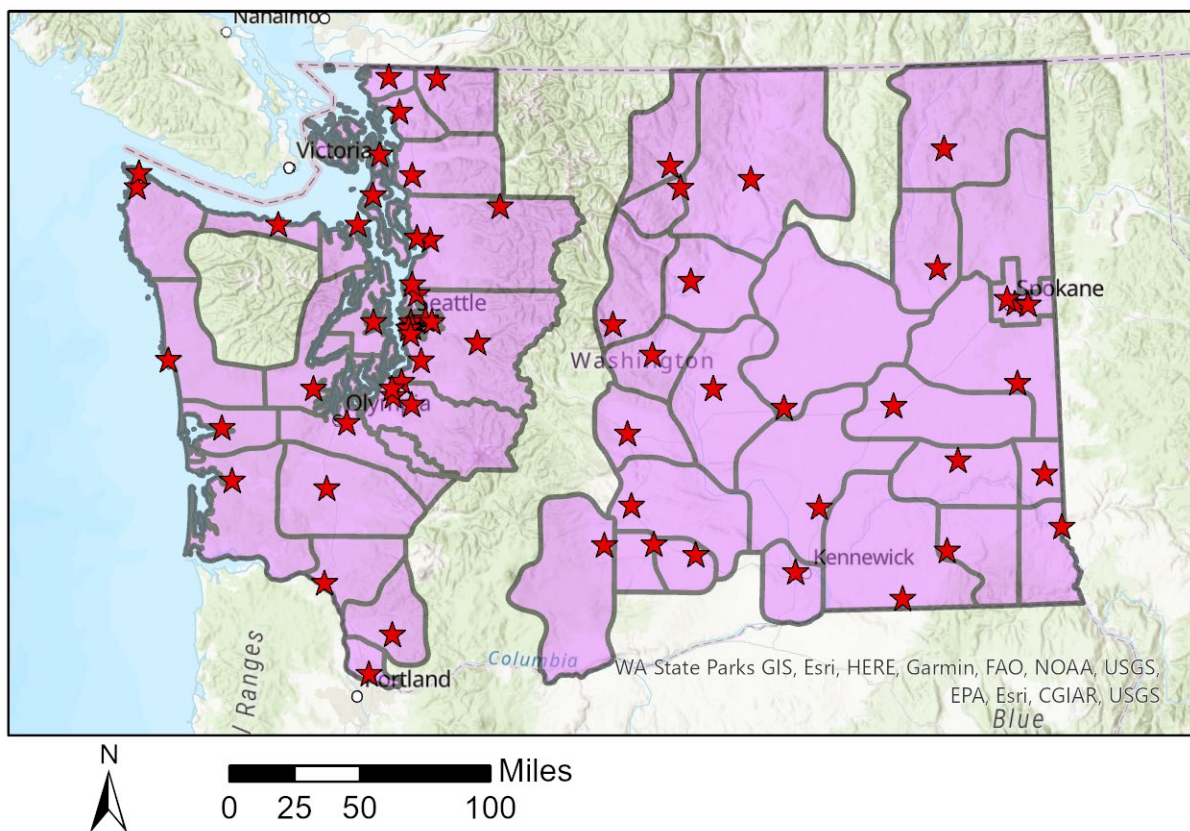 Nanaimo
Victoria
Seattle
Spokane
Washington
Olympia
Kennewick
Columbia
WA State Parks GIS, Esri, HERE, Garmin, FAO, NOAA, USGS,
EPA, Esri, CGIAR, USGS
Portland
Ranges
Blue
N
Miles
0 25 50 100